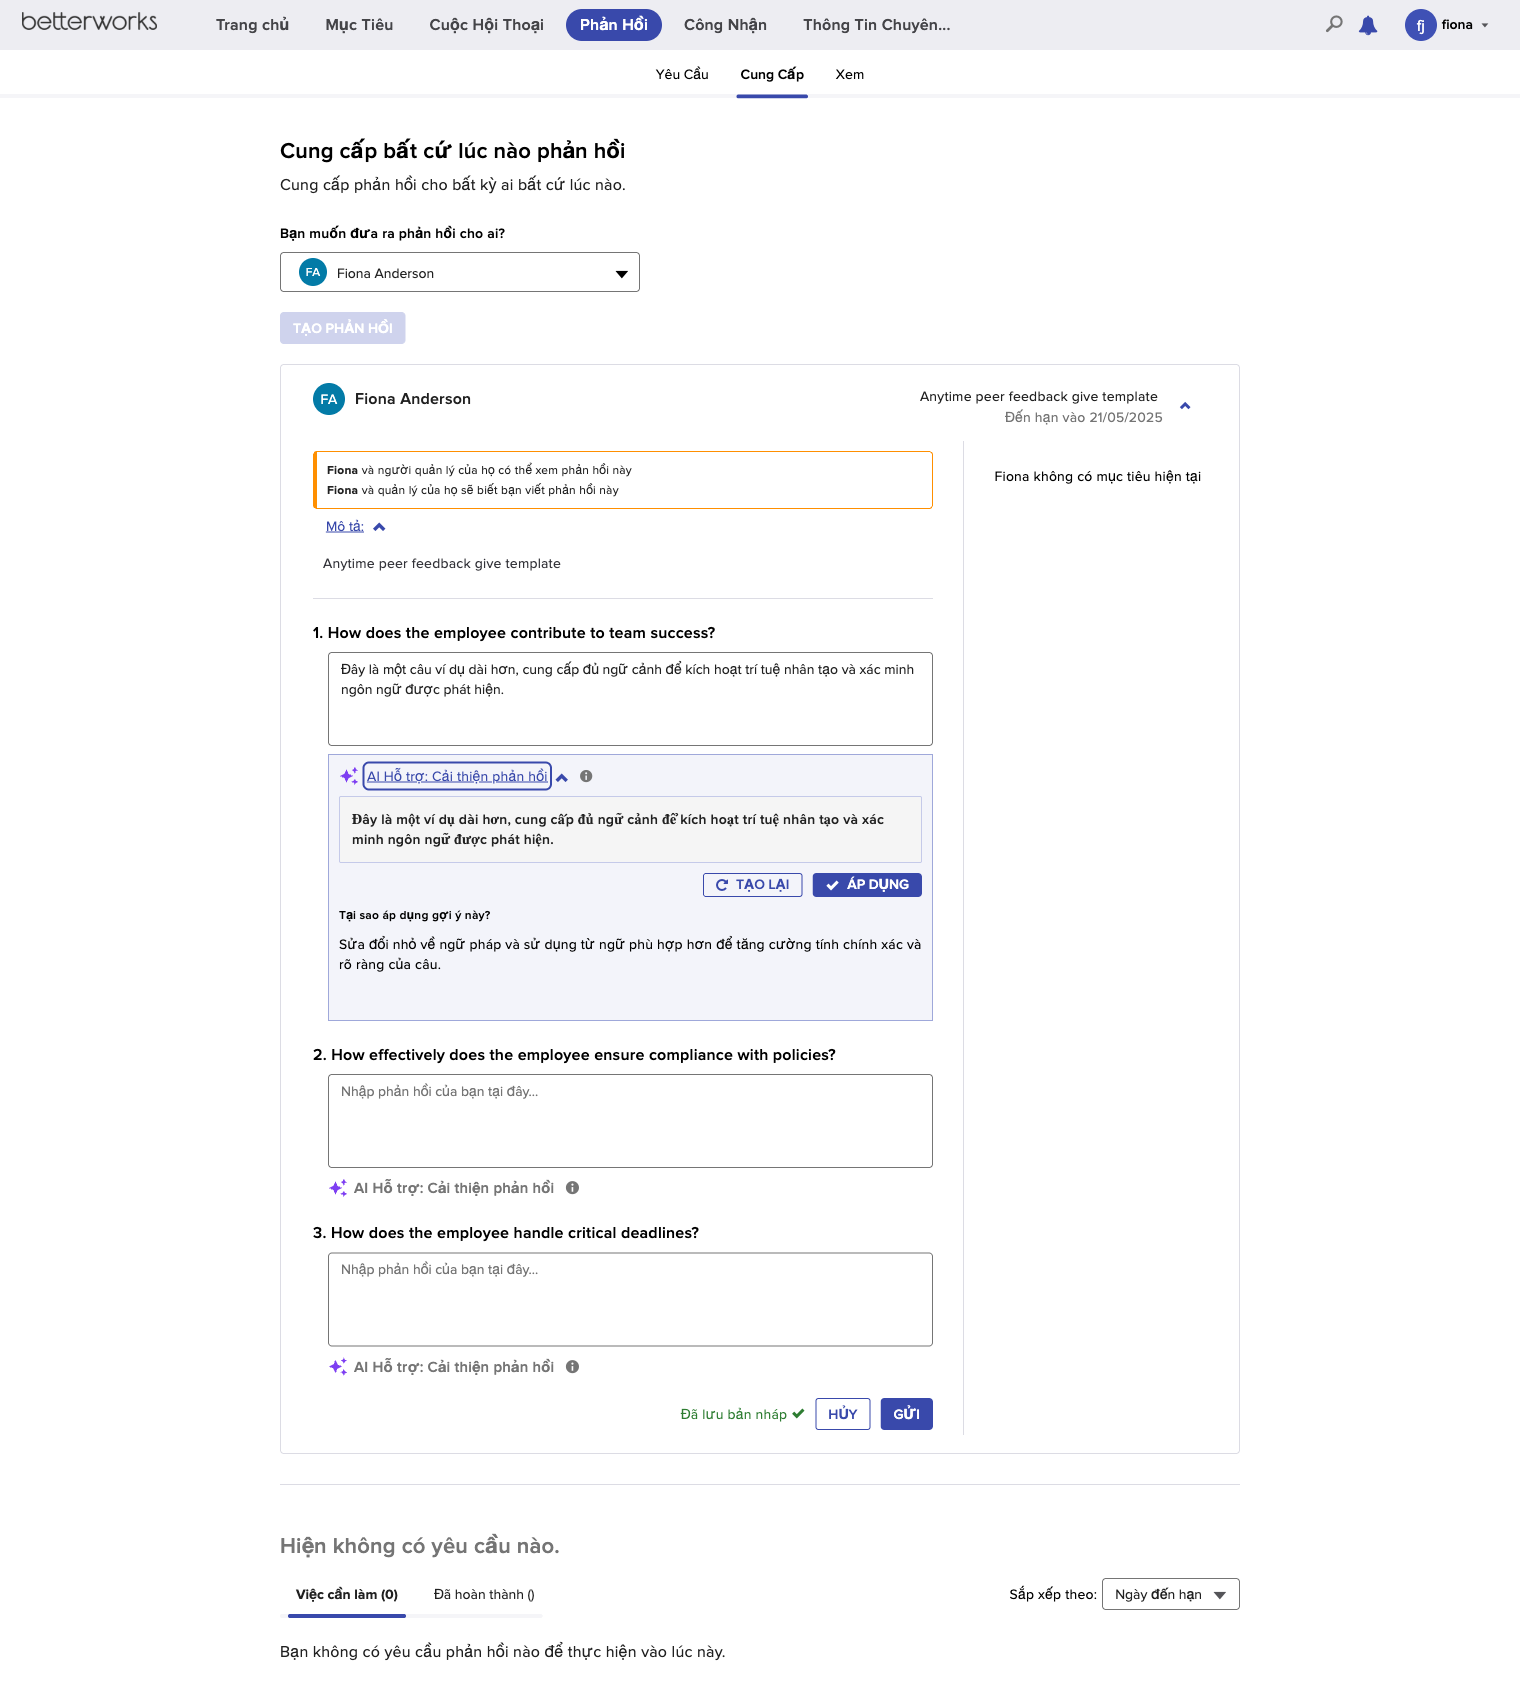 betterworks
Trang chủ
Mục Tiêu
Cuộc Hội Thoại
Phản Hồi
Công Nhận
Thông Tin Chuyên...
fj
fiona
Yêu Cầu
Cung Cấp
Xem
Cung cấp bất cứ lúc nào phản hồi
Cung cấp phản hồi cho bất kỳ ai bất cứ lúc nào.
Bạn muốn đưa ra phản hồi cho ai?
FA
Fiona Anderson
TẠO PHẢN HỒI
FA
Fiona Anderson
Anytime peer feedback give template
Đến hạn vào 21/05/2025
Fiona và người quản lý của họ có thể xem phản hồi này
Fiona và quản lý của họ sẽ biết bạn viết phản hồi này
Fiona không có mục tiêu hiện tại
Mô tả:
Anytime peer feedback give template
1. How does the employee contribute to team success?
Đây là một câu ví dụ dài hơn, cung cấp đủ ngữ cảnh để kích hoạt trí tuệ nhân tạo và xác minh
ngôn ngữ được phát hiện.
AI Hỗ trợ: Cải thiện phản hồi
Đây là một ví dụ dài hơn, cung cấp đủ ngữ cảnh để kích hoạt trí tuệ nhân tạo và xác
minh ngôn ngữ được phát hiện.
TẠO LẠI
ÁP DỤNG
Tại sao áp dụng gợi ý này?
Sửa đổi nhỏ về ngữ pháp và sử dụng từ ngữ phù hợp hơn để tăng cường tính chính xác và
rõ ràng của câu.
2. How effectively does the employee ensure compliance with policies?
Nhập phản hồi của bạn tại đây...
AI Hỗ trợ: Cải thiện phản hồi
3. How does the employee handle critical deadlines?
Nhập phản hồi của bạn tại đây...
AI Hỗ trợ: Cải thiện phản hồi
Đã lưu bản nháp
HỦY
GỬI
Hiện không có yêu cầu nào.
Việc cần làm (0)
Đã hoàn thành ()
Sắp xếp theo:
Ngày đến hạn
Bạn không có yêu cầu phản hồi nào để thực hiện vào lúc này.